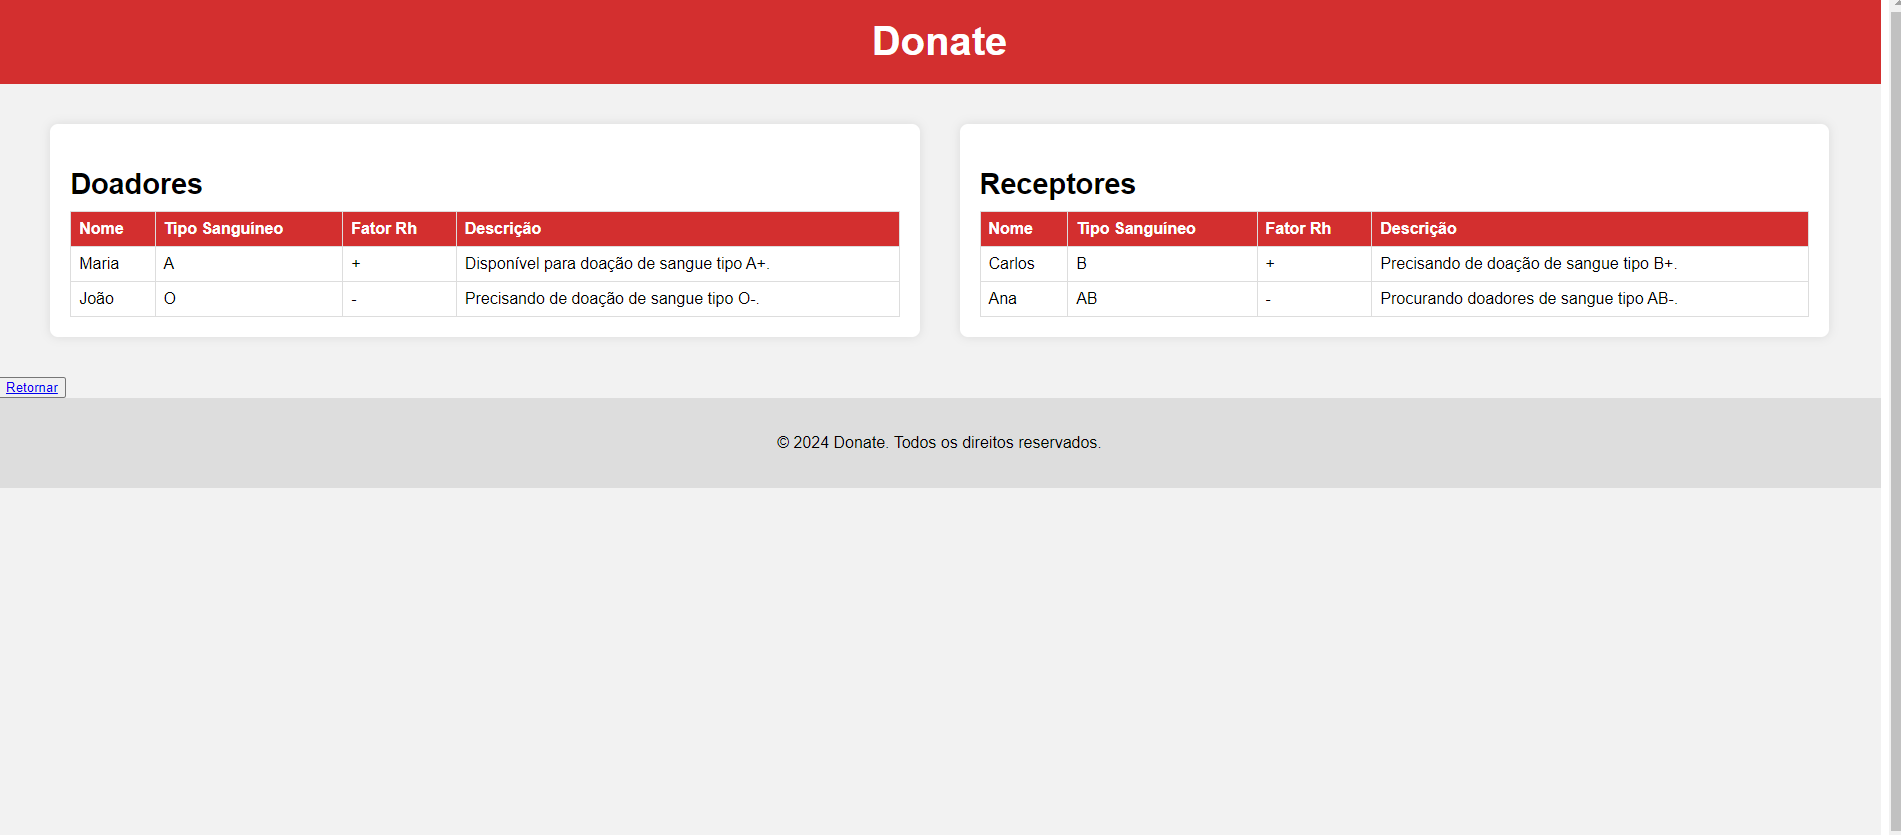 Donate
Doadores
Nome Tipo Sanguíneo Fator Rh Descrição
Maria A + Disponível para doação de sangue tipo A+.
João O - Precisando de doação de sangue tipo O-.
Receptores
Nome Tipo Sanguíneo Fator Rh Descrição
Carlos B + Precisando de doação de sangue tipo B+.
Ana AB - Procurando doadores de sangue tipo AB-.
Retornar
© 2024 Donate. Todos os direitos reservados.